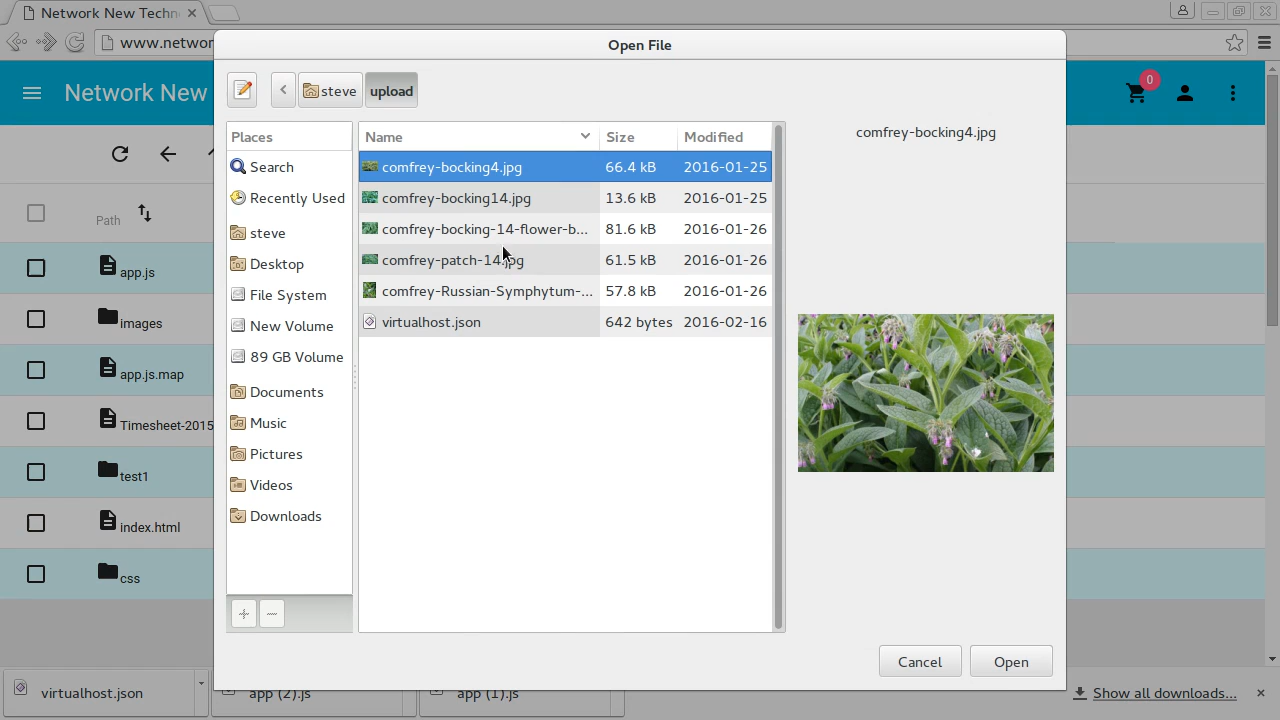 Network New Techn
www.networ
Open File
Network New
0
steve
upload
Places
Name
Size
Modified
comfrey-bocking4.jpg
Search
comfrey-bocking4.jpg
66.4 kB
2016-01-25
Recently Used
comfrey-bocking14.jpg
13.6 kB
2016-01-25
Path
steve
comfrey-bocking-14-flower-b...
81.6 kB
2016-01-26
Desktop
comfrey-patch-14.jpg
61.5 kB
2016-01-26
app.js
File System
comfrey-Russian-Symphytum-...
57.8 kB
2016-01-26
images
New Volume
virtualhost.json
642 bytes
2016-02-16
89 GB Volume
app.js.map
Documents
Timesheet-2015
Music
Pictures
test1
Videos
index.html
Downloads
css
Cancel
Open
virtualhost.json
app (2).js
app (1).js
Show all downloads...